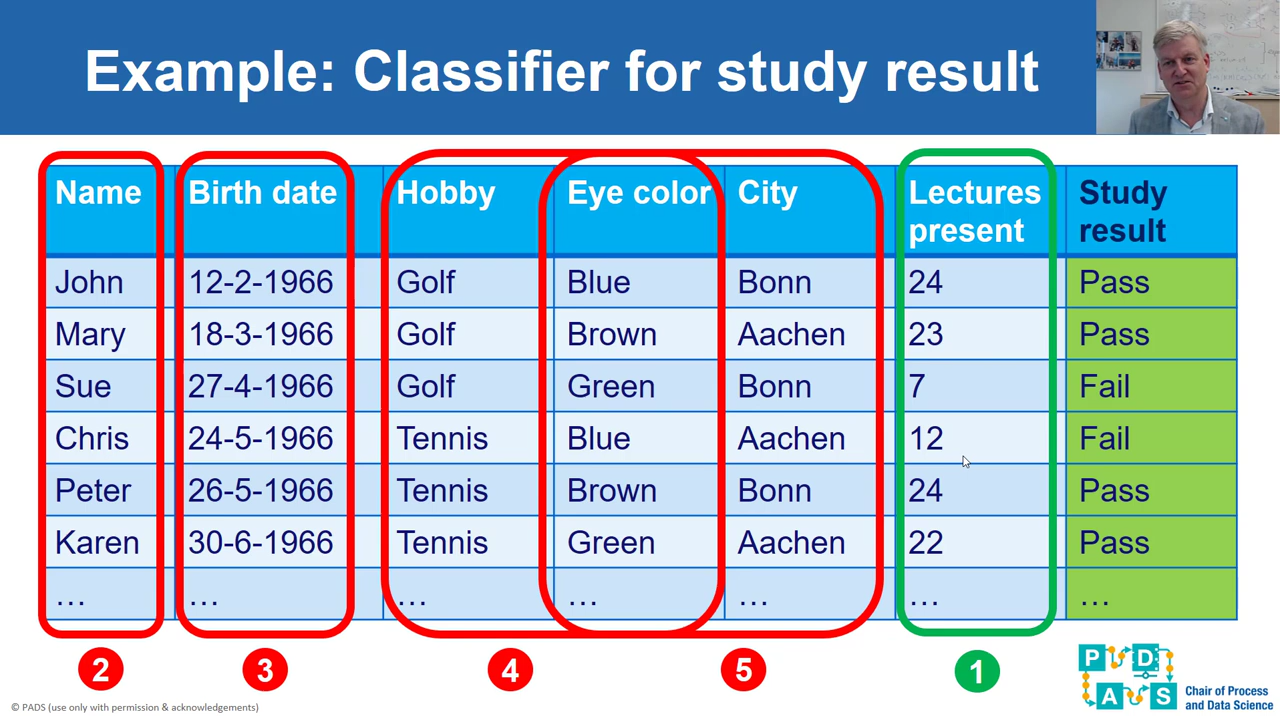 Example: Classifier for study result
Name Birth date Hobby Eye color City Lectures present Study result
John 12-2-1966 Golf Blue Bonn 24 Pass
Mary 18-3-1966 Golf Brown Aachen 23 Pass
Sue 27-4-1966 Golf Green Bonn 7 Fail
Chris 24-5-1966 Tennis Blue Aachen 12 Fail
Peter 26-5-1966 Tennis Brown Bonn 24 Pass
Karen 30-6-1966 Tennis Green Aachen 22 Pass
… … … … … … …
2 3 4 5 1
P D
A S
Chair of Process
and Data Science
© PADS (use only with permission & acknowledgements)